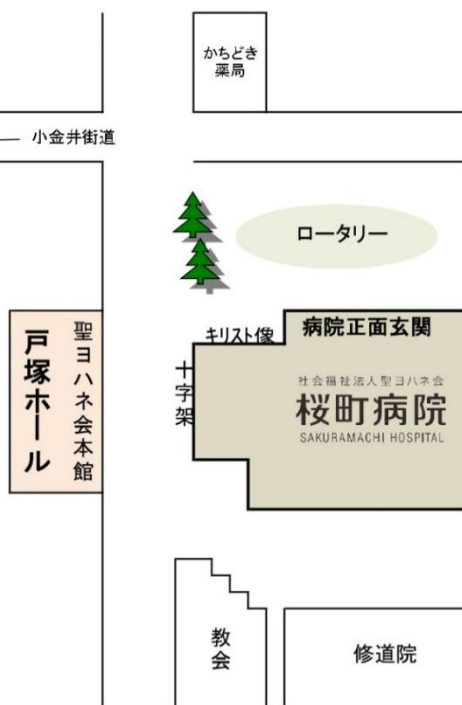 かちどき
薬局
小金井街道
ロータリー
キリスト像
病院正面玄関
十字架
聖ヨハネ会本館
戸塚ホール
社会福祉法人聖ヨハネ会
桜町病院
SAKURAMACHI HOSPITAL
教会
修道院